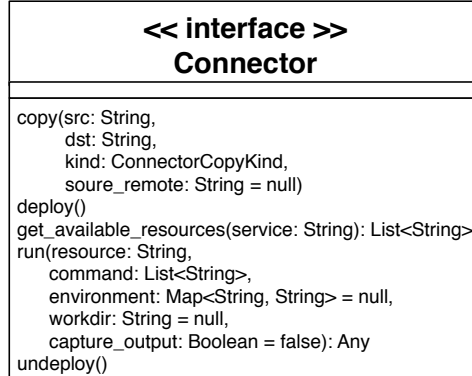 << interface >>
Connector
copy(src: String,
dst: String,
kind: ConnectorCopyKind,
soure_remote: String = null)
deploy()
get_available_resources(service: String): List<String>
run(resource: String,
command: List<String>,
environment: Map<String, String> = null,
workdir: String = null,
capture_output: Boolean = false): Any
undeploy()